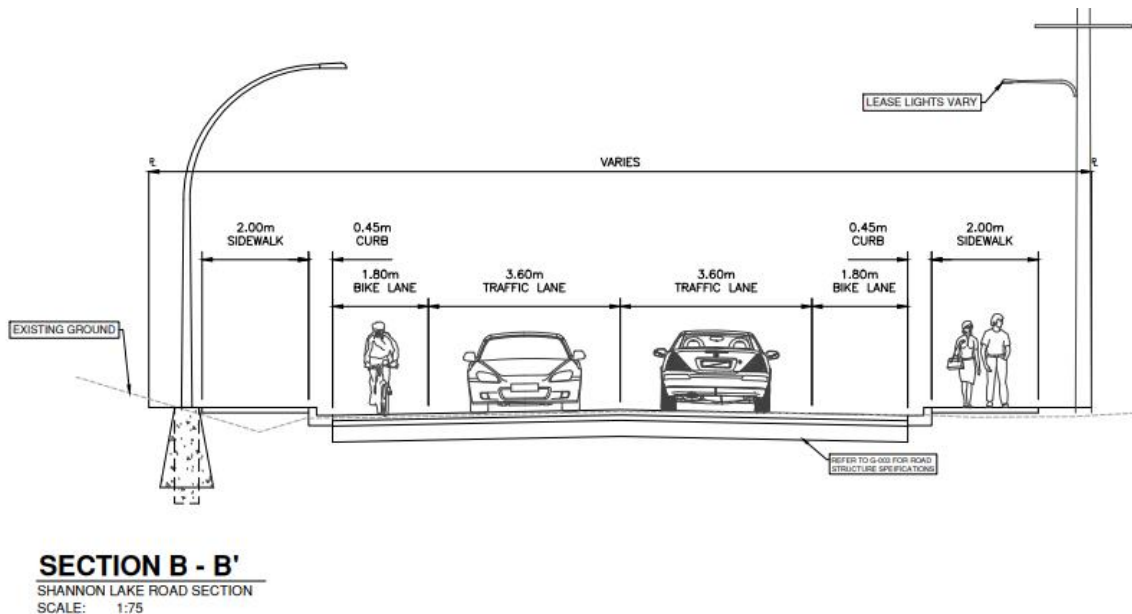 LEASE LIGHTS VARY
VARIES
2.00m
SIDEWALK
0.45m
CURB
0.45m
CURB
2.00m
SIDEWALK
1.80m
BIKE LANE
3.60m
TRAFFIC LANE
3.60m
TRAFFIC LANE
1.80m
BIKE LANE
EXISTING GROUND
REFER TO G-003 FOR ROAD
STRUCTURE SPEIFICATIONS
SECTION B - B'
SHANNON LAKE ROAD SECTION
SCALE: 1:75